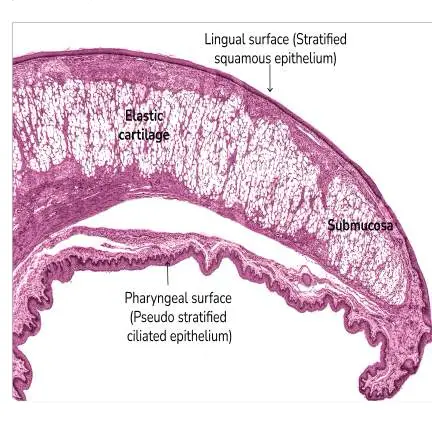 Lingual surface (Stratified
squamous epithelium)
Elastic
cartilage
Submucosa
Pharyngeal surface
(Pseudo stratified
ciliated epithelium)